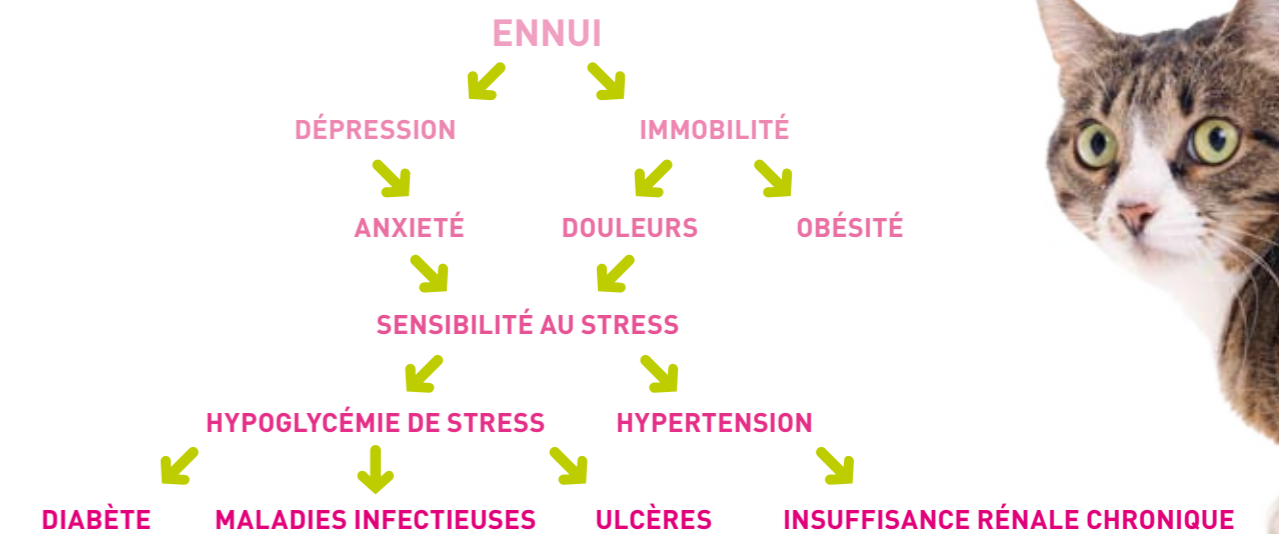 ENNUI
DÉPRESSION
IMMOBILITÉ
ANXIETÉ
DOULEURS
OBÉSITÉ
SENSIBILITÉ AU STRESS
HYPOGLYCÉMIE DE STRESS
HYPERTENSION
DIABÈTE
MALADIES INFECTIEUSES
ULCÈRES
INSUFFISANCE RÉNALE CHRONIQUE